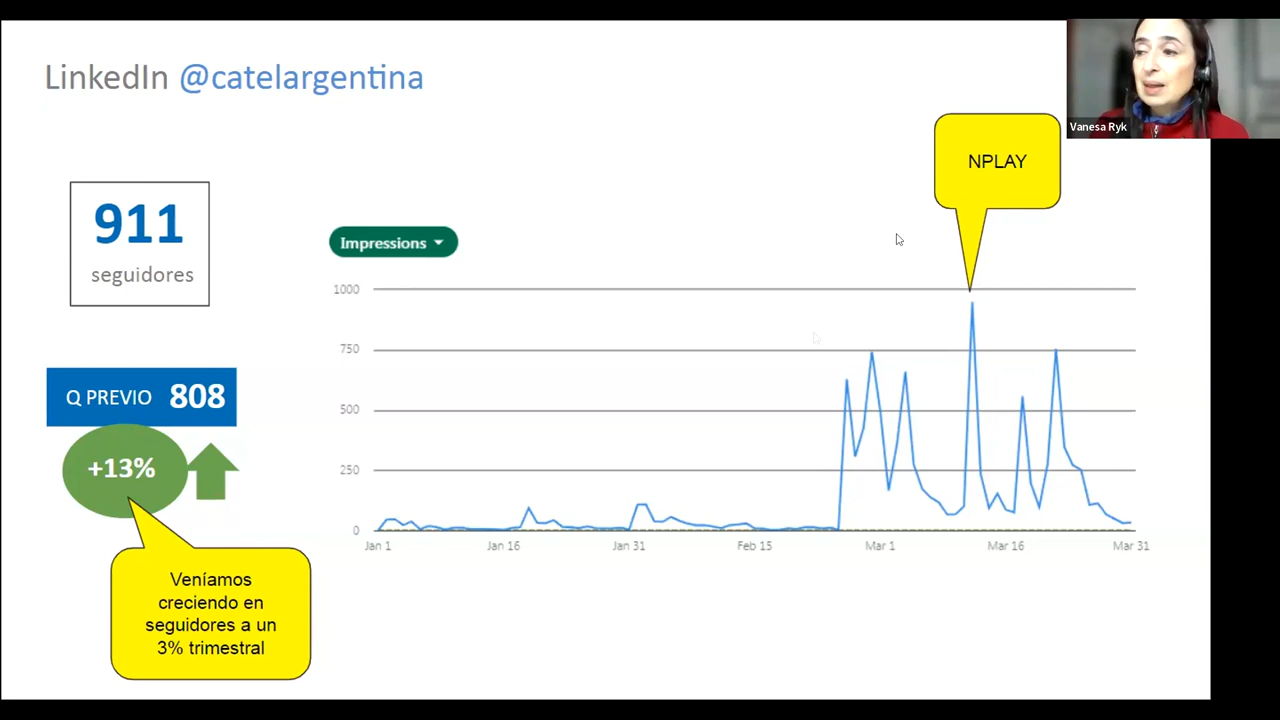 LinkedIn @catelargentina
Vanesa Ryk
NPLAY
911
seguidores
Impressions
1000
750
500
250
0
Jan 1 Jan 16 Jan 31 Feb 15 Mar 1 Mar 16 Mar 31
Q PREVIO 808
+13%
Veníamos
creciendo en
seguidores a un
3% trimestral